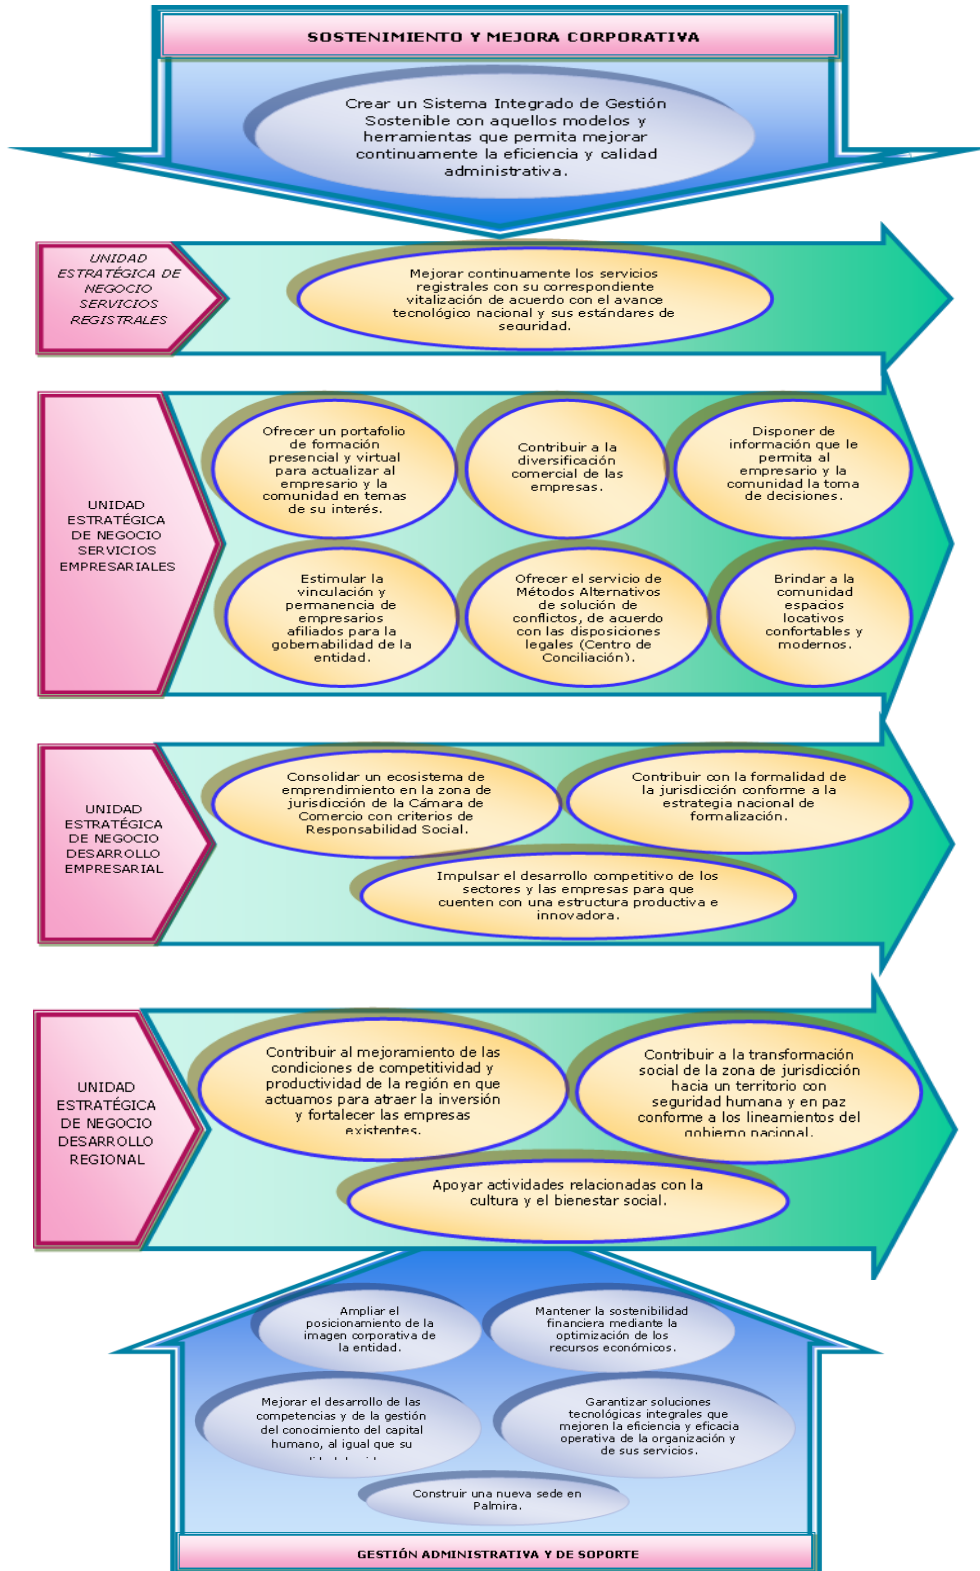 SOSTENIMIENTO Y MEJORA CORPORATIVA
Crear un Sistema Integrado de Gestión
Sostenible con aquellos modelos y
herramientas que permita mejorar
continuamente la eficiencia y calidad
administrativa.
UNIDAD
ESTRATÉGICA DE
NEGOCIO
SERVICIOS
REGISTRALES
Mejorar continuamente los servicios
registrales con su correspondiente
vitalización de acuerdo con el avance
tecnológico nacional y sus estándares de
seguridad.
UNIDAD
ESTRATÉGICA
DE NEGOCIO
SERVICIOS
EMPRESARIALES
Ofrecer un portafolio
de formación
presencial y virtual
para actualizar al
empresario y la
comunidad en temas
de su interés.
Contribuir a la
diversificación
comercial de las
empresas.
Disponer de
información que le
permita al
empresario y la
comunidad la toma
de decisiones.
Estimular la
vinculación y
permanencia de
empresarios
afiliados para la
gobernabilidad de la
entidad.
Ofrecer el servicio de
Métodos Alternativos
de solución de
conflictos, de acuerdo
con las disposiciones
legales (Centro de
Conciliación).
Brindar a la
comunidad
espacios
locativos
confortables y
modernos.
UNIDAD
ESTRATÉGICA
DE NEGOCIO
DESARROLLO
EMPRESARIAL
Consolidar un ecosistema de
emprendimiento en la zona de
jurisdicción de la Cámara de
Comercio con criterios de
Responsabilidad Social.
Contribuir con la formalidad de
la jurisdicción conforme a la
estrategia nacional de
formalización.
Impulsar el desarrollo competitivo de los
sectores y las empresas para que
cuenten con una estructura productiva e
innovadora.
UNIDAD
ESTRATÉGICA
DE NEGOCIO
DESARROLLO
REGIONAL
Contribuir al mejoramiento de las
condiciones de competitividad y
productividad de la región en que
actuamos para atraer la inversión
y fortalecer las empresas
existentes.
Contribuir a la transformación
social de la zona de jurisdicción
hacia un territorio con
seguridad humana y en paz
conforme a los lineamientos del
gobierno nacional.
Apoyar actividades relacionadas con la
cultura y el bienestar social.
Ampliar el
posicionamiento de la
imagen corporativa de
la entidad.
Mantener la sostenibilidad
financiera mediante la
optimización de los
recursos económicos.
Mejorar el desarrollo de las
competencias y de la gestión
del conocimiento del capital
humano, al igual que su
Garantizar soluciones
tecnológicas integrales que
mejoren la eficiencia y eficacia
operativa de la organización y
de sus servicios.
Construir una nueva sede en
Palmira.
GESTIÓN ADMINISTRATIVA Y DE SOPORTE